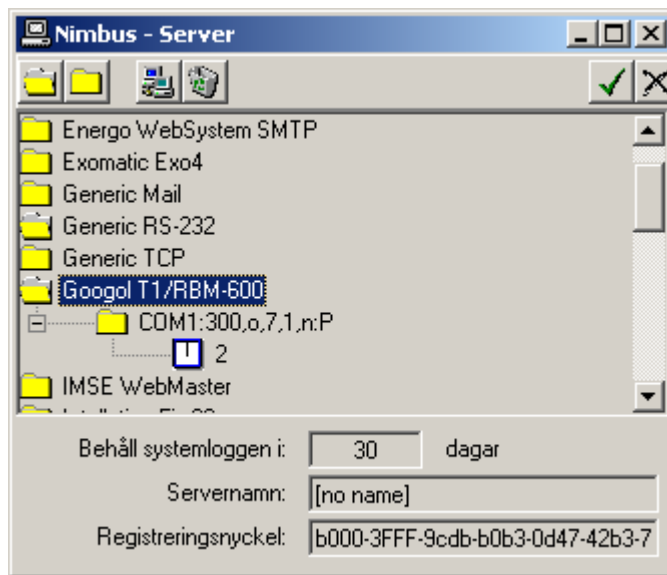 Nimbus - Server
Energo WebSystem SMTP
Exomatic Exo4
Generic Mail
Generic RS-232
Generic TCP
Googol T1/RBM-600
COM1:300,o,7,1,n:P
2
IMSE WebMaster
Behåll systemloggen i: 30 dagar
Servernamn: [no name]
Registreringsnyckel: b000-3FFF-9cdb-b0b3-0d47-42b3-7